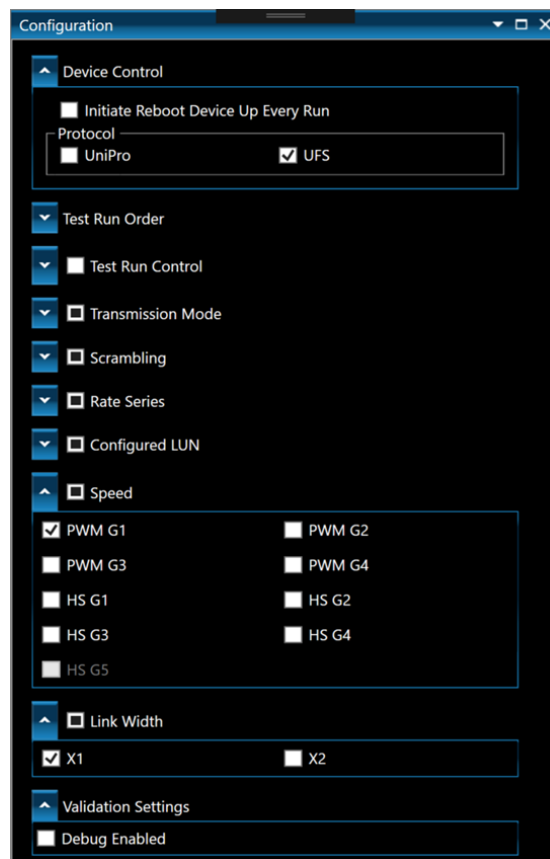 Configuration
Device Control
Initiate Reboot Device Up Every Run
Protocol
UniPro UFS
Test Run Order
Test Run Control
Transmission Mode
Scrambling
Rate Series
Configured LUN
Speed
PWM G1 PWM G2
PWM G3 PWM G4
HS G1 HS G2
HS G3 HS G4
HS G5
Link Width
X1 X2
Validation Settings
Debug Enabled